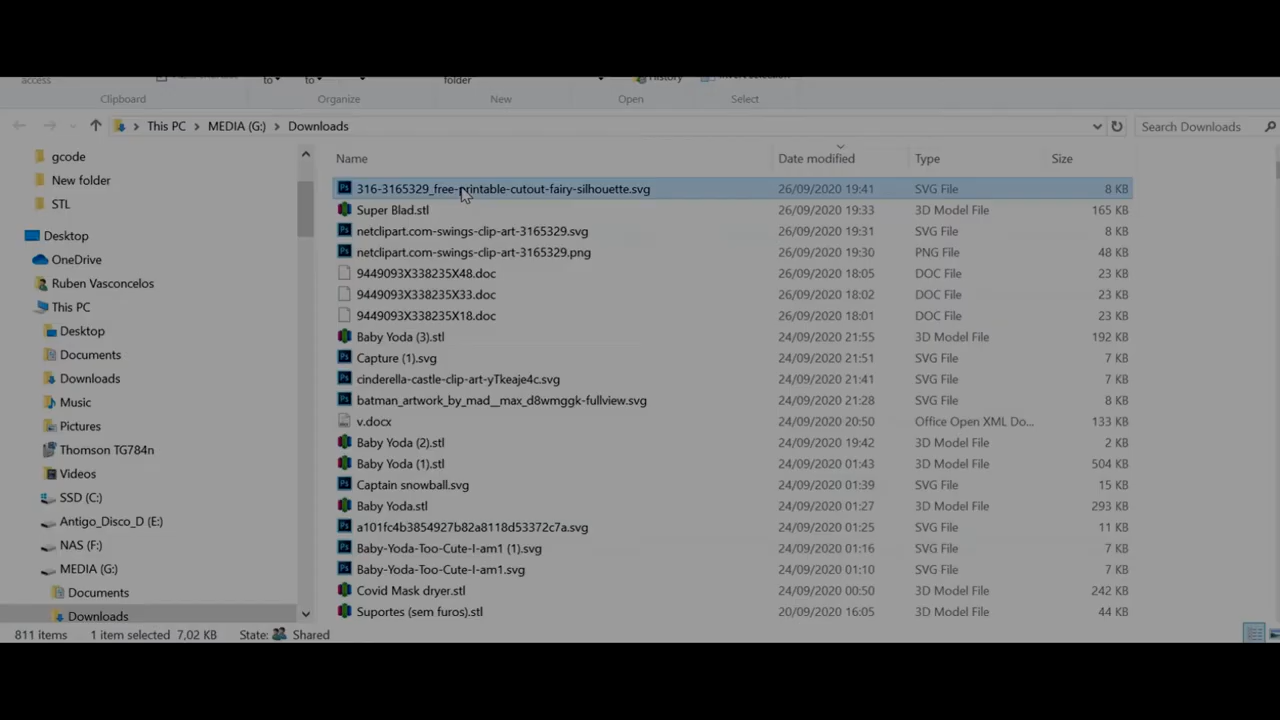 access to to folder History
Clipboard Organize New Open Select
This PC > MEDIA (G:) > Downloads Search Downloads
gcode
New folder
STL
Desktop
OneDrive
Ruben Vasconcelos
This PC
Desktop
Documents
Downloads
Music
Pictures
Thomson TG784n
Videos
SSD (C:)
Antigo_Disco_D (E:)
NAS (F:)
MEDIA (G:)
Documents
Downloads
Name Date modified Type Size
316-3165329_free-printable-cutout-fairy-silhouette.svg 26/09/2020 19:41 SVG File 8 KB
Super Blad.stl 26/09/2020 19:33 3D Model File 165 KB
netclipart.com-swings-clip-art-3165329.svg 26/09/2020 19:31 SVG File 8 KB
netclipart.com-swings-clip-art-3165329.png 26/09/2020 19:30 PNG File 48 KB
9449093X338235X48.doc 26/09/2020 18:05 DOC File 23 KB
9449093X338235X33.doc 26/09/2020 18:02 DOC File 23 KB
9449093X338235X18.doc 26/09/2020 18:01 DOC File 23 KB
Baby Yoda (3).stl 24/09/2020 21:55 3D Model File 192 KB
Capture (1).svg 24/09/2020 21:51 SVG File 7 KB
cinderella-castle-clip-art-yTkeaje4c.svg 24/09/2020 21:41 SVG File 7 KB
batman_artwork_by_mad__max_d8wmggk-fullview.svg 24/09/2020 21:28 SVG File 8 KB
v.docx 24/09/2020 20:50 Office Open XML Do... 133 KB
Baby Yoda (2).stl 24/09/2020 19:42 3D Model File 2 KB
Baby Yoda (1).stl 24/09/2020 01:43 3D Model File 504 KB
Captain snowball.svg 24/09/2020 01:39 SVG File 15 KB
Baby Yoda.stl 24/09/2020 01:27 3D Model File 293 KB
a101fc4b3854927b82a8118d53372c7a.svg 24/09/2020 01:25 SVG File 11 KB
Baby-Yoda-Too-Cute-I-am1 (1).svg 24/09/2020 01:16 SVG File 7 KB
Baby-Yoda-Too-Cute-I-am1.svg 24/09/2020 01:10 SVG File 7 KB
Covid Mask dryer.stl 24/09/2020 00:50 3D Model File 242 KB
Suportes (sem furos).stl 20/09/2020 16:05 3D Model File 44 KB
811 items 1 item selected 7,02 KB State: Shared